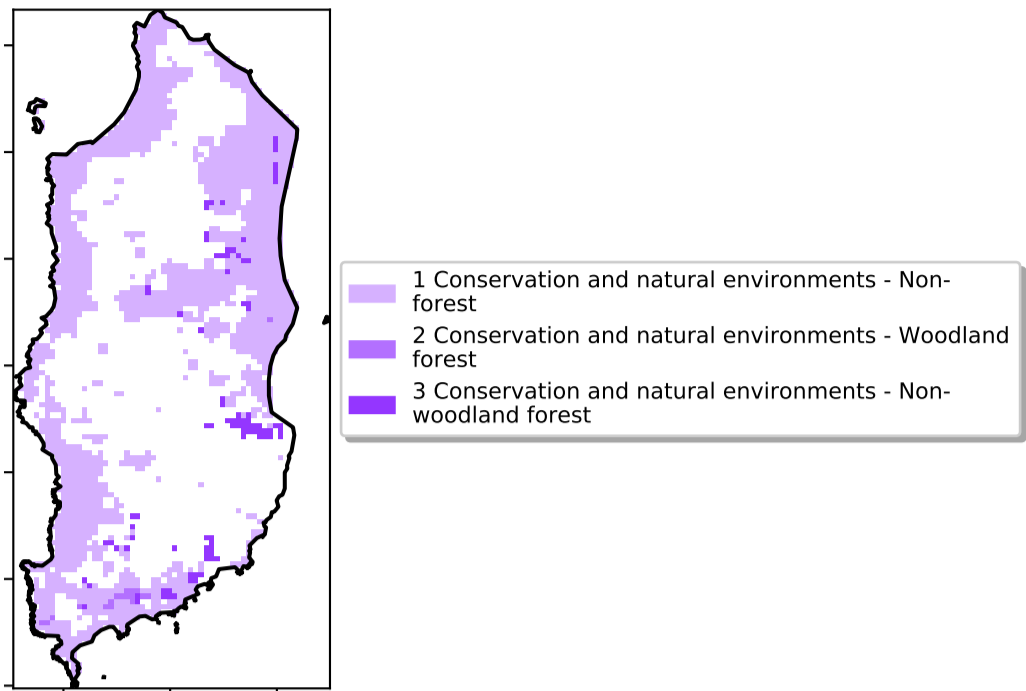 1 Conservation and natural environments - Non-
forest
2 Conservation and natural environments - Woodland
forest
3 Conservation and natural environments - Non-
woodland forest